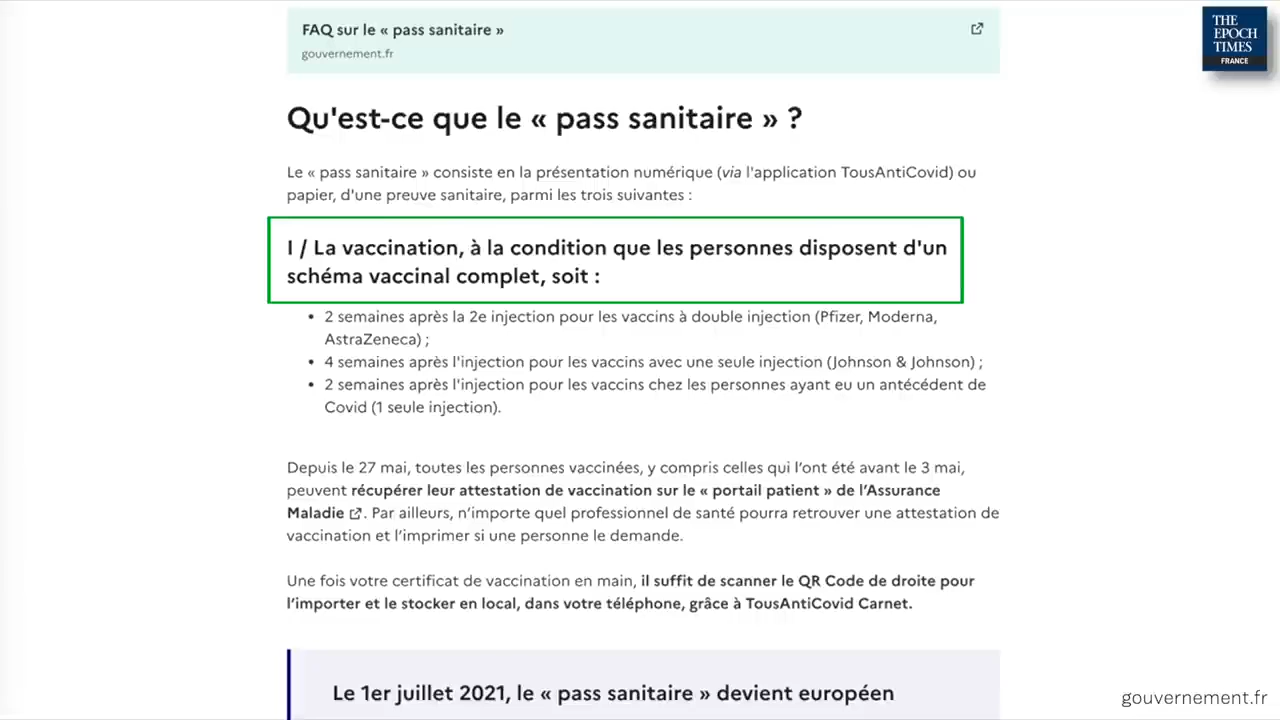 FAQ sur le « pass sanitaire »
gouvernement.fr
THE
EPOCH
TIMES
FRANCE
Qu'est-ce que le « pass sanitaire » ?
Le « pass sanitaire » consiste en la présentation numérique (via l'application TousAntiCovid) ou
papier, d'une preuve sanitaire, parmi les trois suivantes :
I / La vaccination, à la condition que les personnes disposent d'un
schéma vaccinal complet, soit :
• 2 semaines après la 2e injection pour les vaccins à double injection (Pfizer, Moderna,
AstraZeneca) ;
• 4 semaines après l'injection pour les vaccins avec une seule injection (Johnson & Johnson) ;
• 2 semaines après l'injection pour les vaccins chez les personnes ayant eu un antécédent de
Covid (1 seule injection).
Depuis le 27 mai, toutes les personnes vaccinées, y compris celles qui l’ont été avant le 3 mai,
peuvent récupérer leur attestation de vaccination sur le « portail patient » de l’Assurance
Maladie. Par ailleurs, n’importe quel professionnel de santé pourra retrouver une attestation de
vaccination et l’imprimer si une personne le demande.
Une fois votre certificat de vaccination en main, il suffit de scanner le QR Code de droite pour
l’importer et le stocker en local, dans votre téléphone, grâce à TousAntiCovid Carnet.
Le 1er juillet 2021, le « pass sanitaire » devient européen
gouvernement.fr